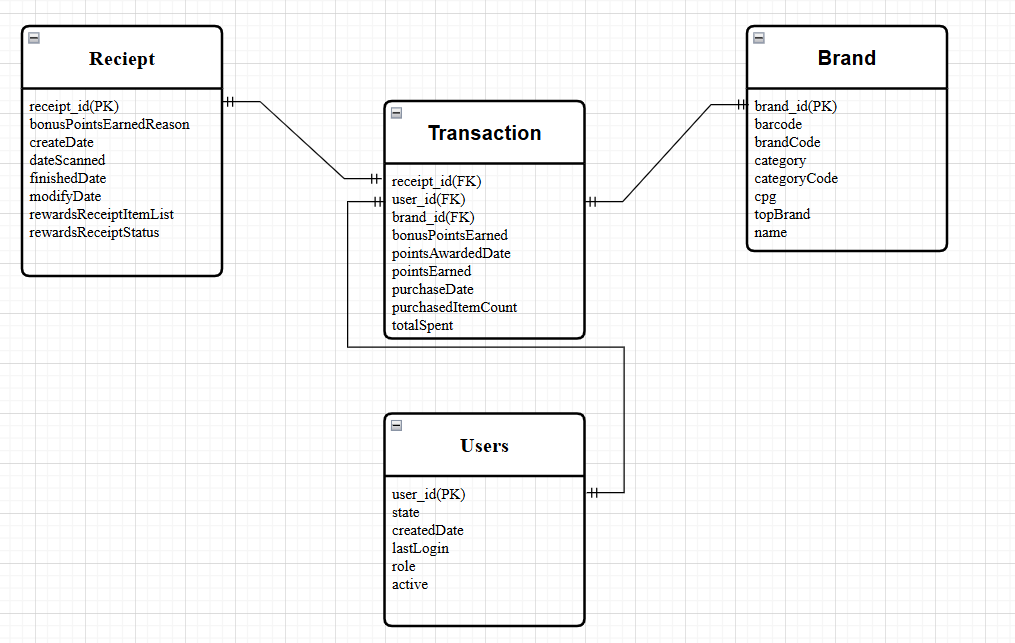 Reciept
receipt_id(PK)
bonusPointsEarnedReason
createDate
dateScanned
finishedDate
modifyDate
rewardsReceiptItemList
rewardsReceiptStatus
Transaction
receipt_id(FK)
user_id(FK)
brand_id(FK)
bonusPointsEarned
pointsAwardedDate
pointsEarned
purchaseDate
purchasedItemCount
totalSpent
Brand
brand_id(PK)
barcode
brandCode
category
categoryCode
cpg
topBrand
name
Users
user_id(PK)
state
createdDate
lastLogin
role
active